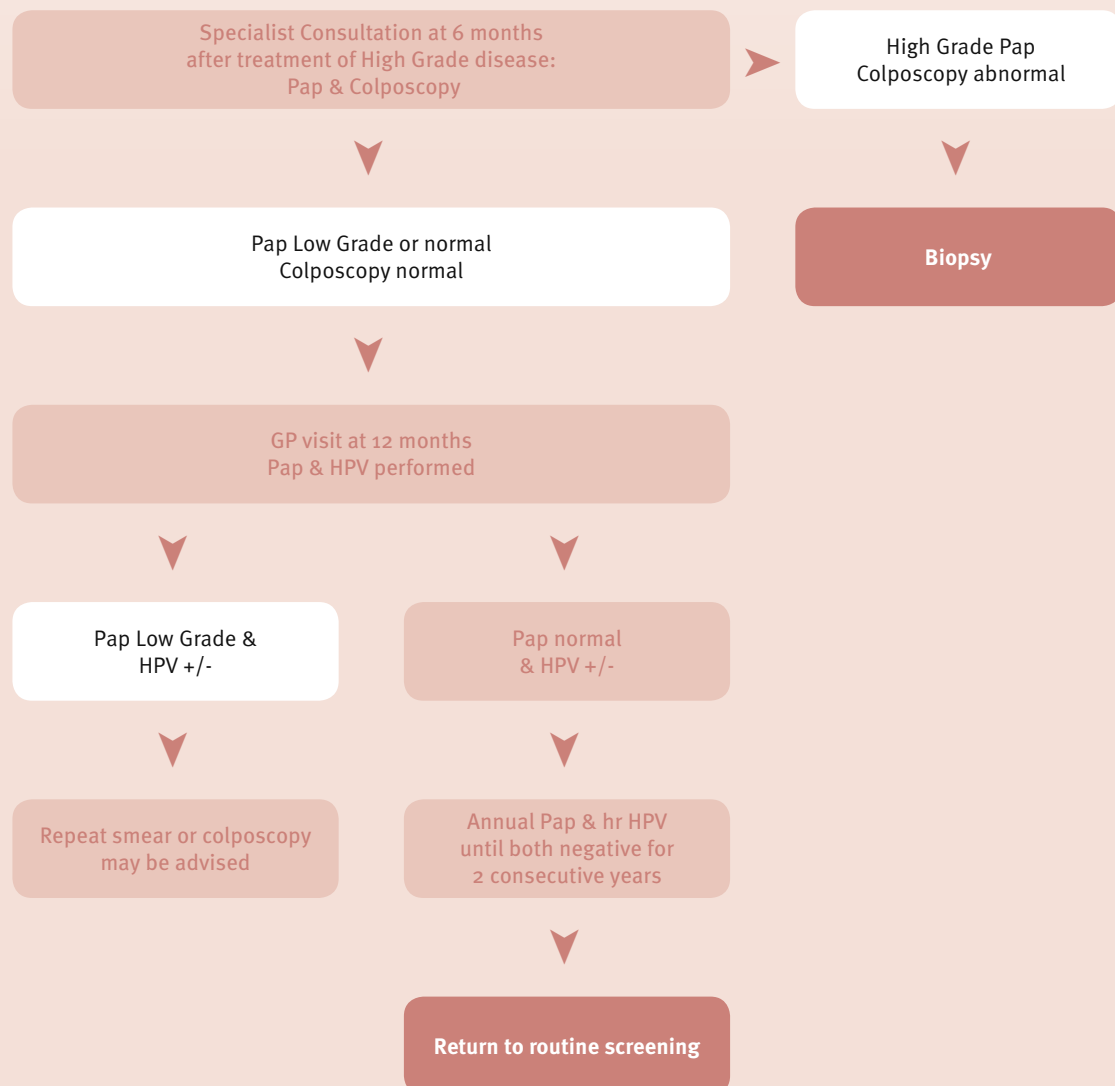 Specialist Consultation at 6 months
after treatment of High Grade disease:
Pap & Colposcopy
High Grade Pap
Colposcopy abnormal
Pap Low Grade or normal
Colposcopy normal
Biopsy
GP visit at 12 months
Pap & HPV performed
Pap Low Grade &
HPV +/-
Pap normal
& HPV +/-
Repeat smear or colposcopy
may be advised
Annual Pap & hr HPV
until both negative for
2 consecutive years
Return to routine screening